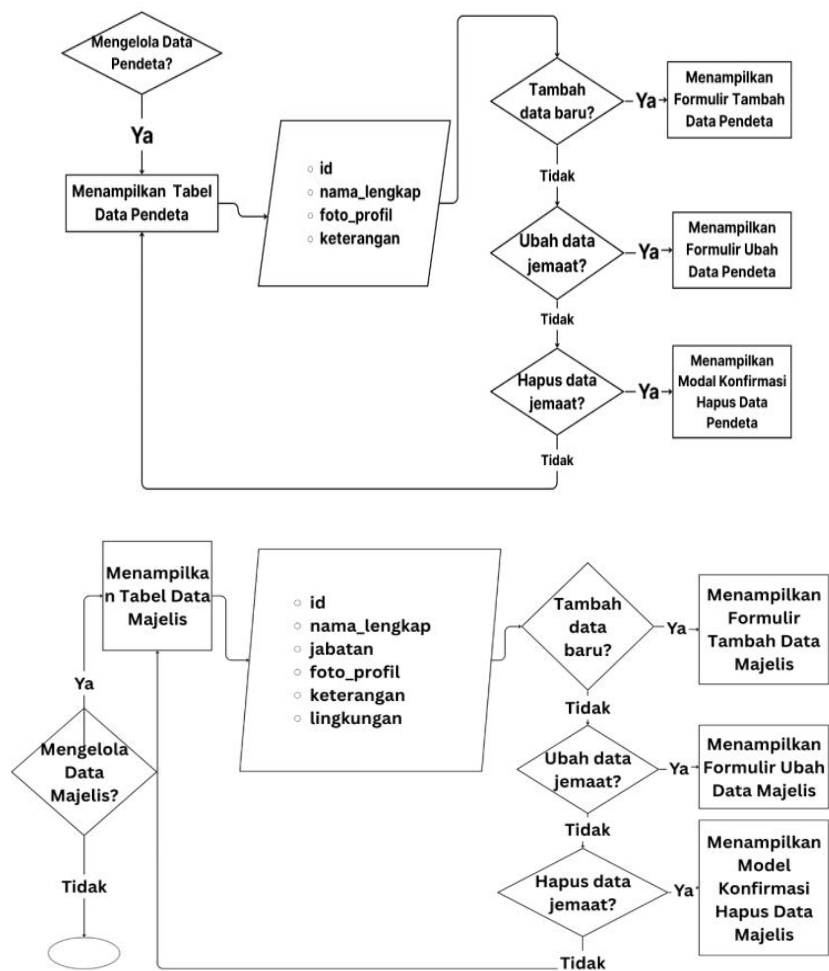 Mengelola Data
Pendeta?
Ya
Menampilkan Tabel
Data Pendeta
id
nama_lengkap
foto_profil
keterangan
Tambah
data baru?
Ya
Menampilkan
Formulir Tambah
Data Pendeta
Tidak
Ubah data
jemaat?
Ya
Menampilkan
Formulir Ubah
Data Pendeta
Tidak
Hapus data
jemaat?
Ya
Menampilkan
Modal Konfirmasi
Hapus Data
Pendeta
Tidak
Menampilka
n Tabel Data
Majelis
Ya
Mengelola
Data
Majelis?
Tidak
id
nama_lengkap
jabatan
foto_profil
keterangan
lingkungan
Tambah
data
baru?
Ya
Menampilkan
Formulir
Tambah Data
Majelis
Tidak
Ubah data
jemaat?
Ya
Menampilkan
Formulir Ubah
Data Majelis
Tidak
Hapus data
jemaat?
Ya
Menampilkan
Model
Konfirmasi
Hapus Data
Majelis
Tidak